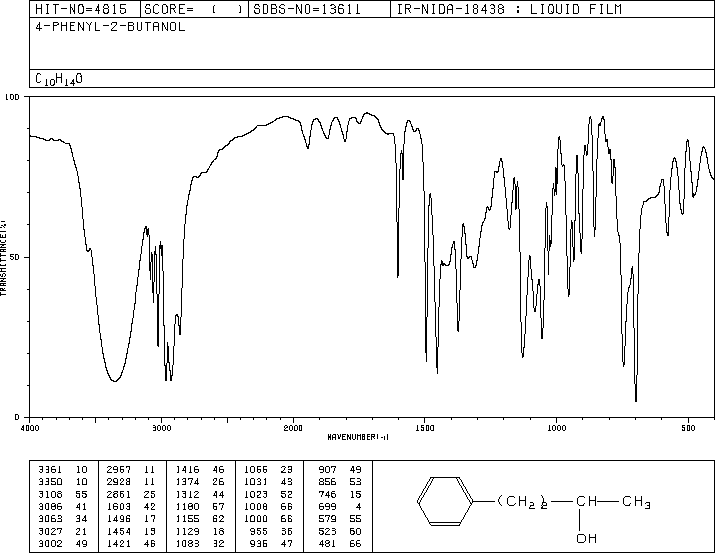 HIT-NO=4815 SCORE= ( ) SDBS-NO=13611 IR-NIDA-18438 : LIQUID FILM
4-PHENYL-2-BUTANOL
C10H14O
100
TRANSMITTANCE(%)
50
0
4000 3000 2000 1500 1000 500
WAVENUMBER(-1)
3361 10 2967 11 1416 46 1066 23 907 49
3350 10 2928 11 1374 26 1031 43 856 53
3108 55 2861 25 1312 44 1023 52 746 15
3086 41 1603 42 1180 57 1008 66 699 4
3063 34 1496 17 1155 62 1000 66 579 55
3027 21 1454 13 1129 18 955 36 523 60
3002 49 1421 46 1083 32 936 47 481 66
(CH2)2 CH CH3
OH